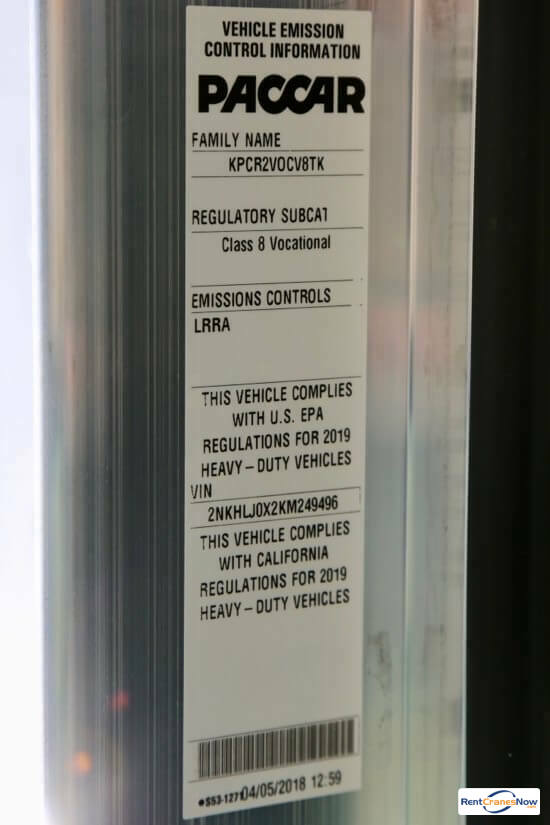 VEHICLE EMISSION
CONTROL INFORMATION
PACCAR
FAMILY NAME
KPCR2VOCV8TK
REGULATORY SUBCAT
Class 8 Vocational
EMISSIONS CONTROLS
LRRA
THIS VEHICLE COMPLIES
WITH U.S. EPA
REGULATIONS FOR 2019
HEAVY-DUTY VEHICLES
VIN
2NKHLJ0X2KM249496
THIS VEHICLE COMPLIES
WITH CALIFORNIA
REGULATIONS FOR 2019
HEAVY-DUTY VEHICLES
S53-1271 04/05/2018 12:59
RentCranesNow